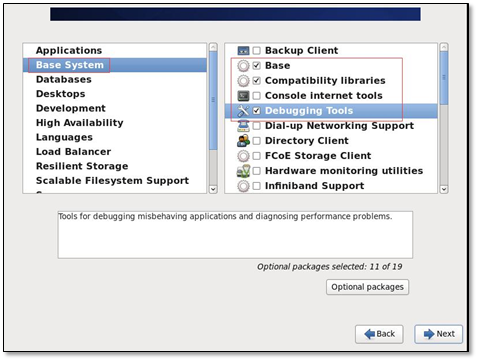 Applications
Base System
Databases
Desktops
Development
High Availability
Languages
Load Balancer
Resilient Storage
Scalable Filesystem Support
Backup Client
Base
Compatibility libraries
Console internet tools
Debugging Tools
Dial-up Networking Support
Directory Client
FCoE Storage Client
Hardware monitoring utilities
Infiniband Support
Tools for debugging misbehaving applications and diagnosing performance problems.
Optional packages selected: 11 of 19
Optional packages
Back
Next